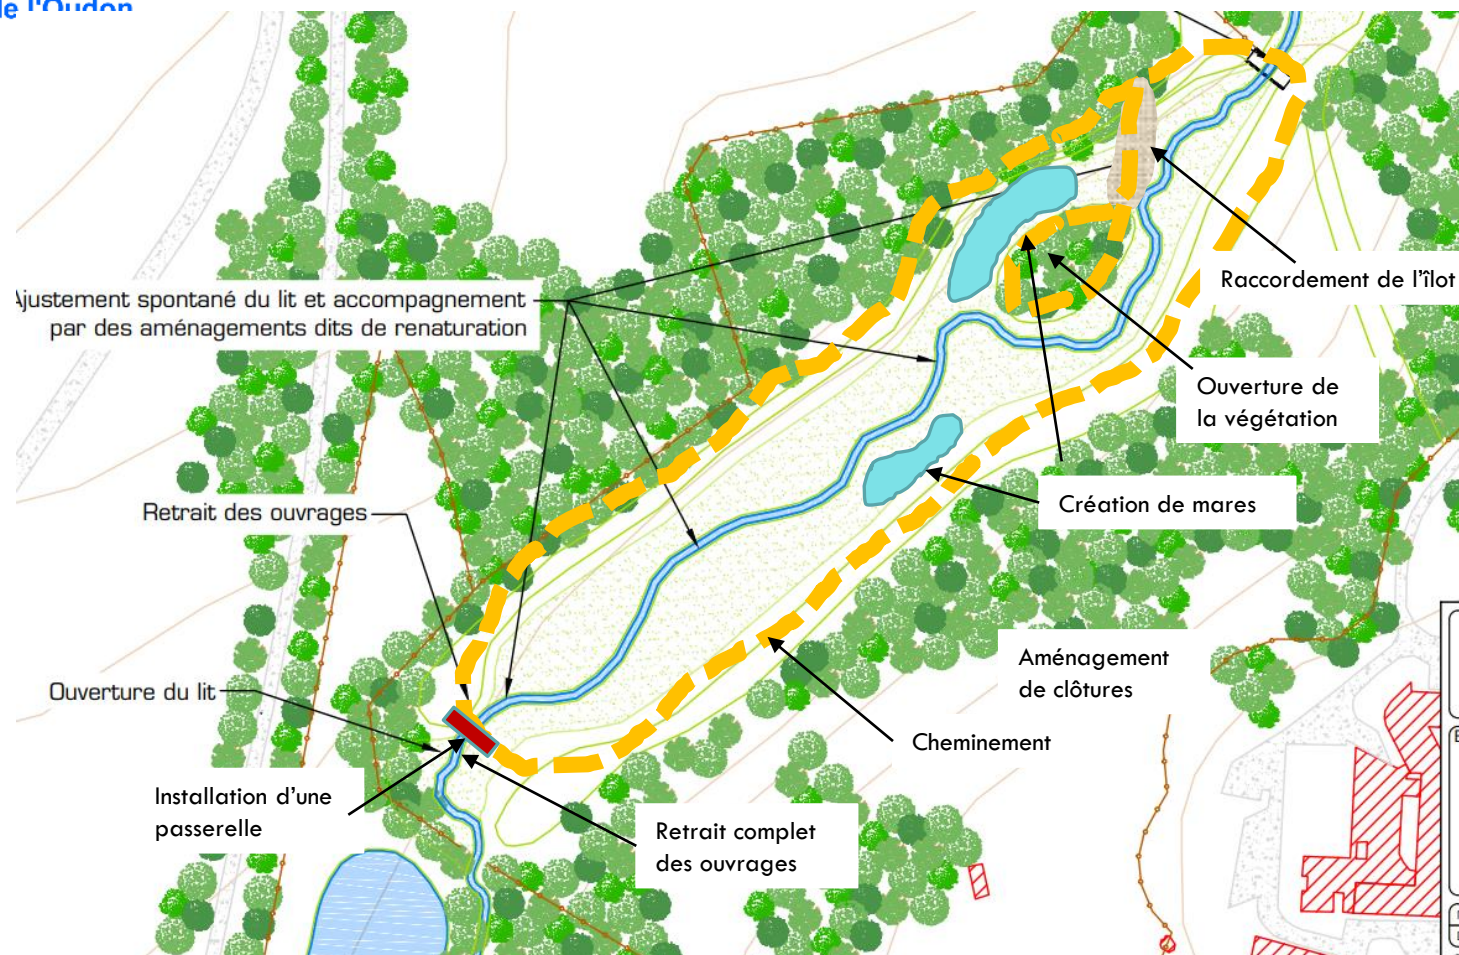 de l'Oudon
Ajustement spontané du lit et accompagnement
par des aménagements dits de renaturation
Raccordement de l'îlot
Ouverture de
la végétation
Création de mares
Retrait des ouvrages
Aménagement
de clôtures
Ouverture du lit
Cheminement
Installation d'une
passerelle
Retrait complet
des ouvrages